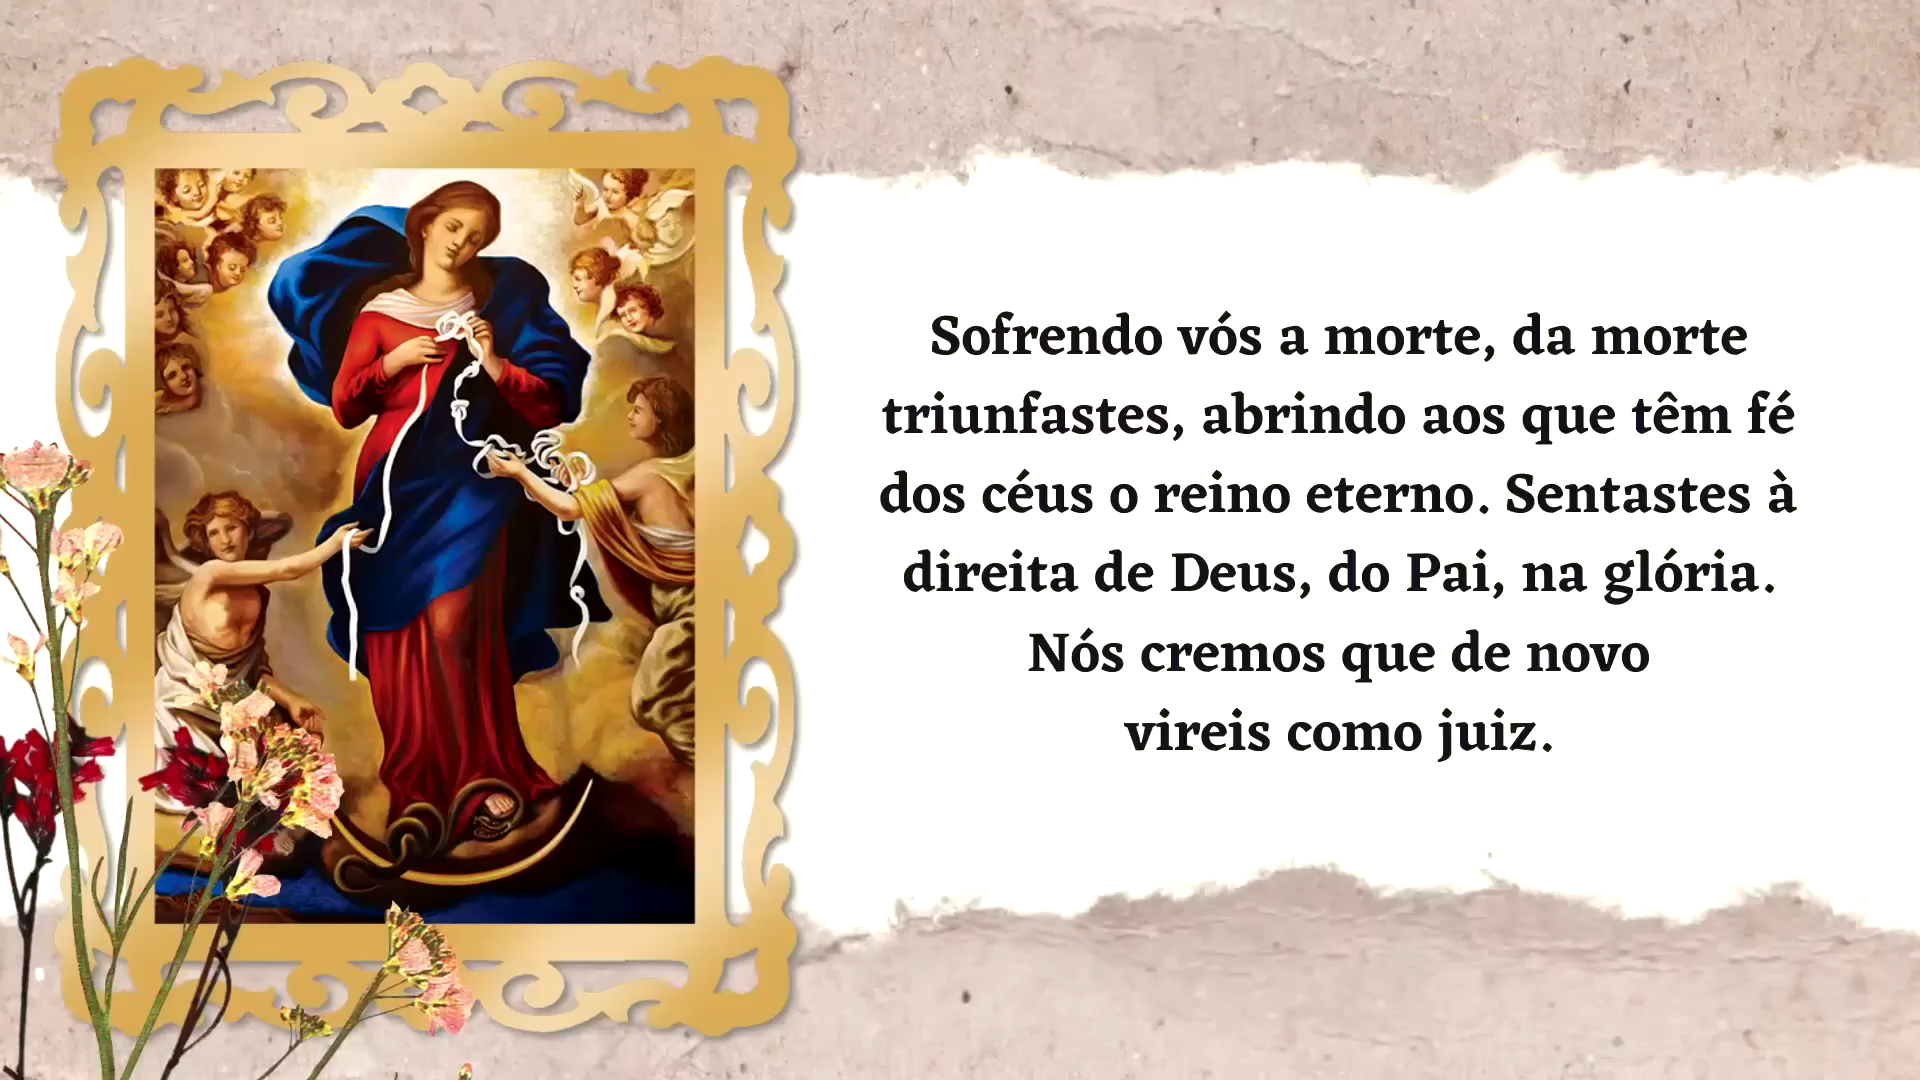 Sofrendo vós a morte, da morte
triunfastes, abrindo aos que têm fé
dos céus o reino eterno. Sentastes à
direita de Deus, do Pai, na glória.
Nós cremos que de novo
vireis como juiz.